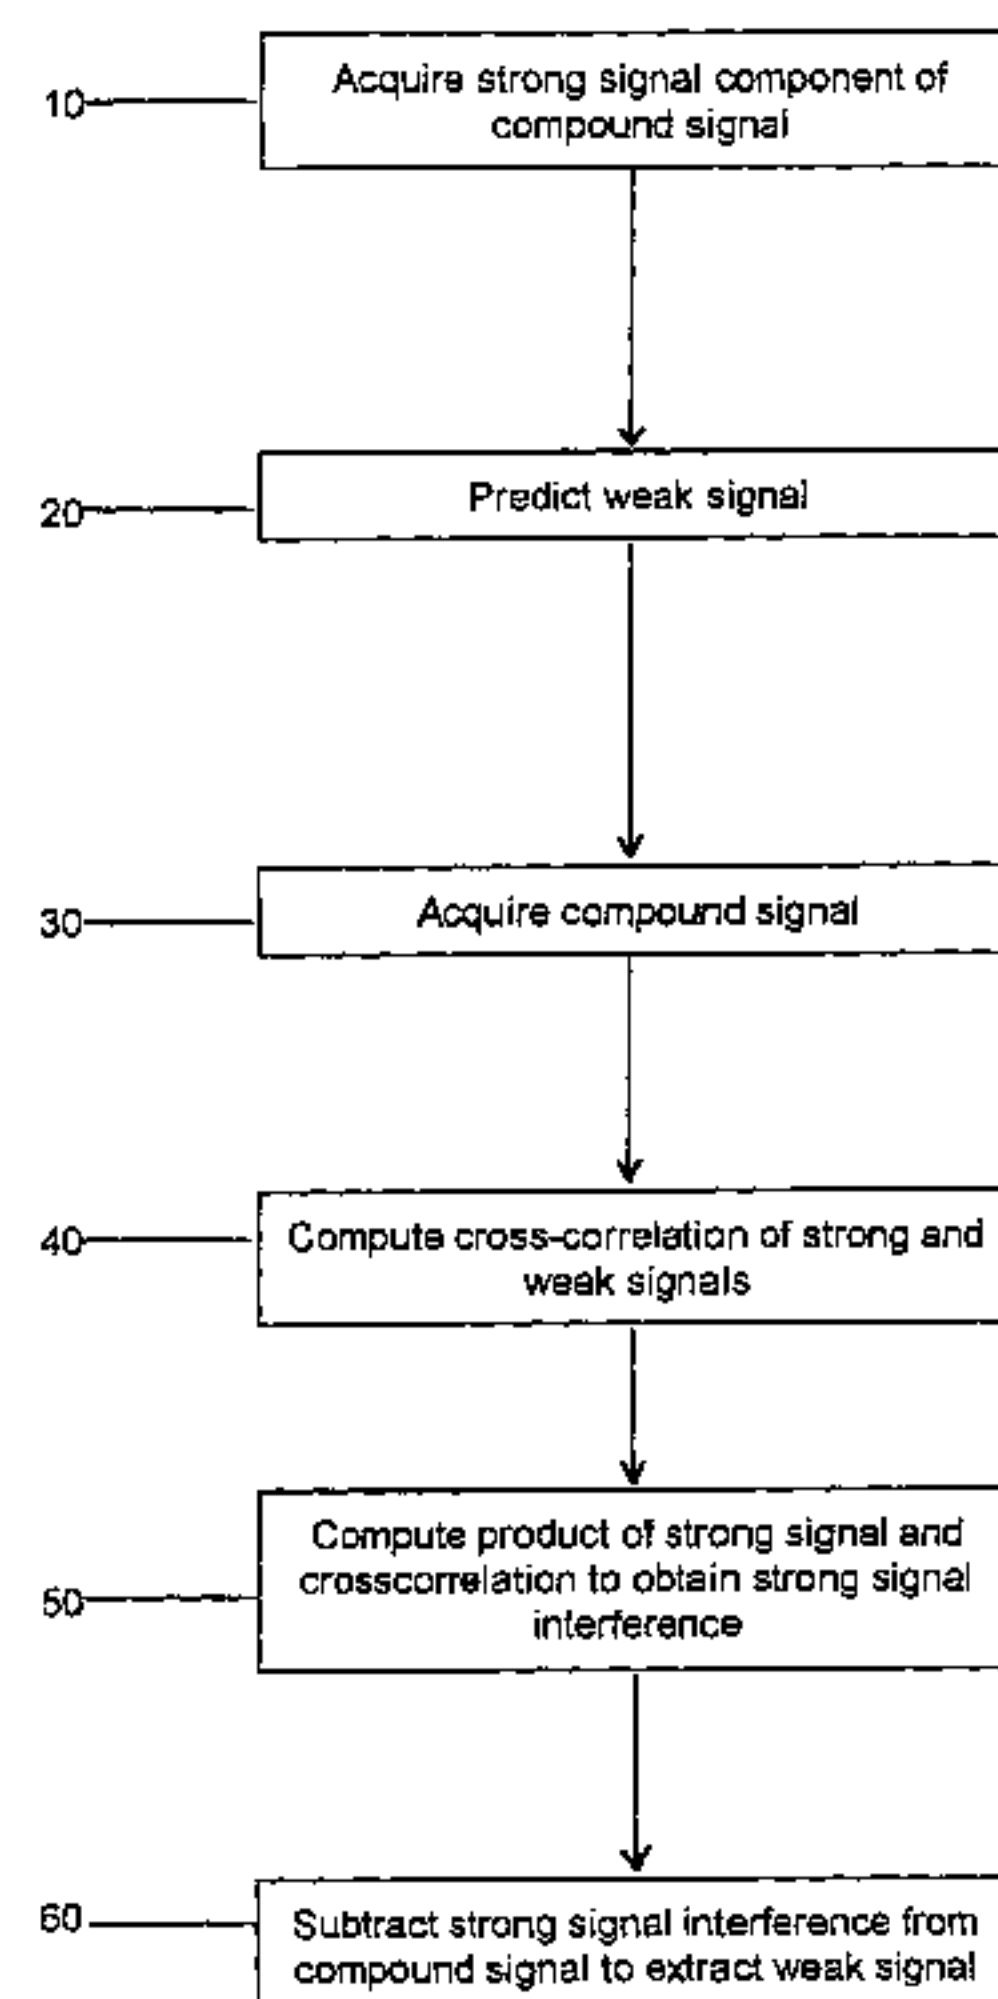 10
Acquire strong signal component of
compound signal
20
Predict weak signal
30
Acquire compound signal
40
Compute cross-correlation of strong and
weak signals
50
Compute product of strong signal and
crosscorrelation to obtain strong signal
interference
60
Subtract strong signal interference from
compound signal to extract weak signal